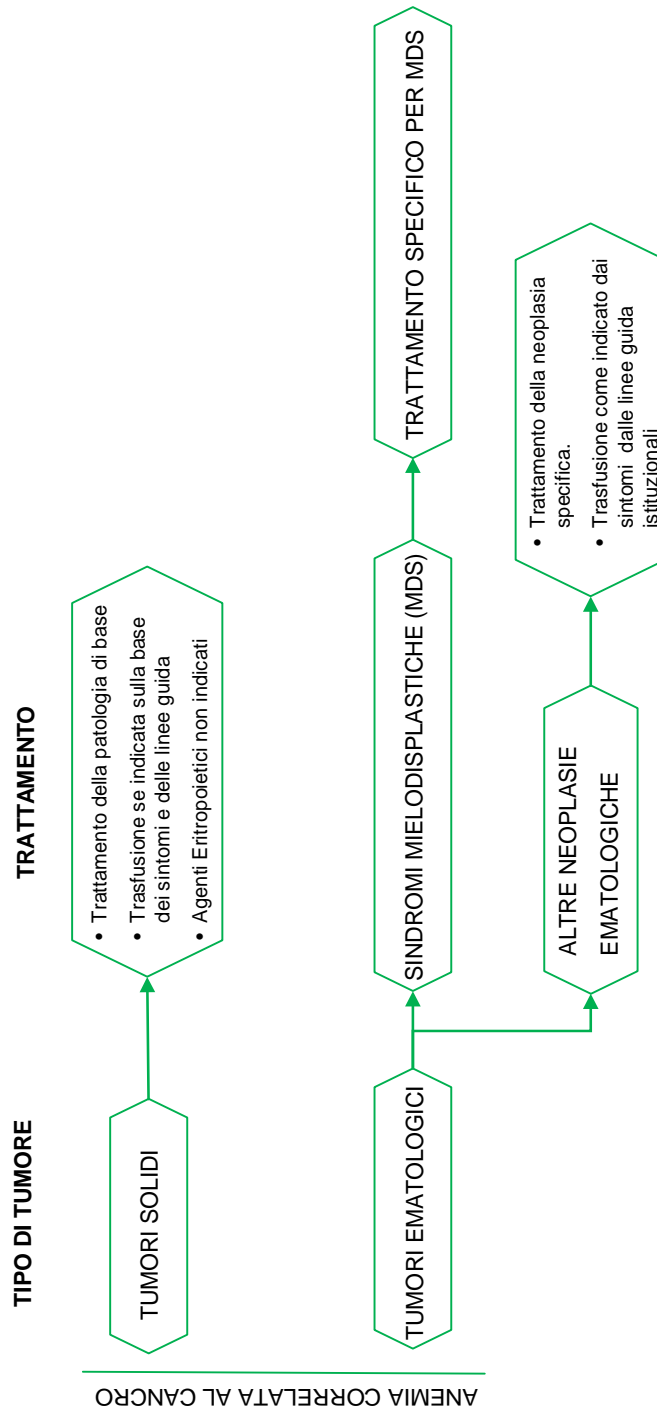 TIPO DI TUMORE
TRATTAMENTO
ANEMIA CORRELATA AL CANCRO
TUMORI SOLIDI
• Trattamento della patologia di base
• Trasfusione se indicata sulla base
dei sintomi e delle linee guida
• Agenti Eritropoietici non indicati
TUMORI EMATOLOGICI
SINDROMI MIELODISPLASTICHE (MDS)
TRATTAMENTO SPECIFICO PER MDS
ALTRE NEOPLASIE
EMATOLOGICHE
• Trattamento della neoplasia
specifica.
• Trasfusione come indicato dai
sintomi dalle linee guida
istituzionali